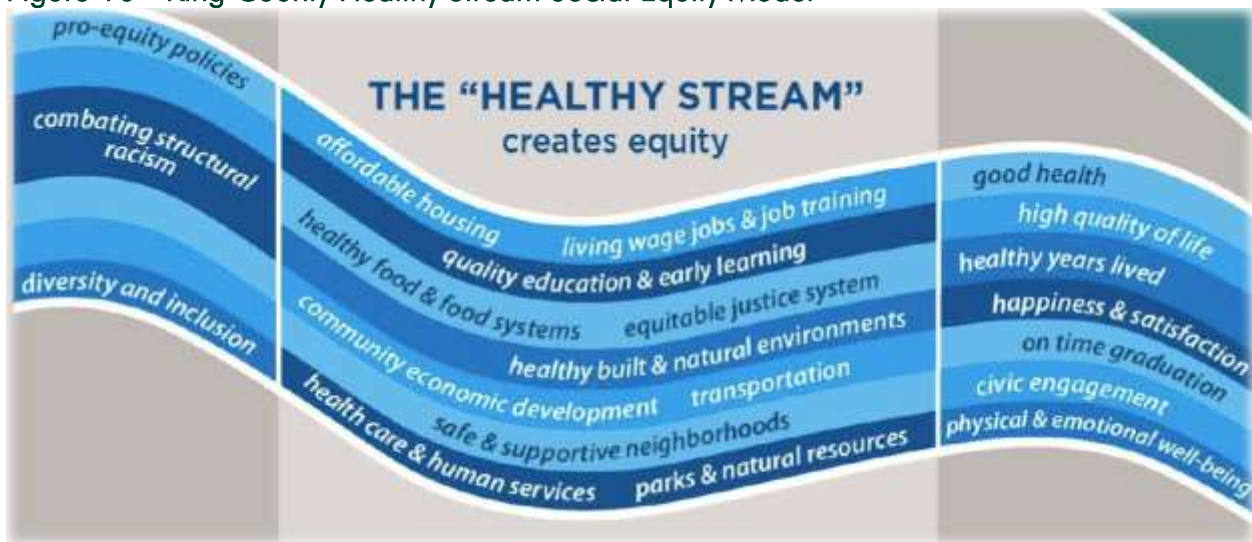 THE “HEALTHY STREAM”
creates equity
pro-equity policies
combating structural
racism
diversity and inclusion
affordable housing
living wage jobs & job training
quality education & early learning
healthy food & food systems
equitable justice system
healthy built & natural environments
community economic development
transportation
safe & supportive neighborhoods
health care & human services
parks & natural resources
good health
high quality of life
healthy years lived
happiness & satisfaction
on time graduation
civic engagement
physical & emotional well-being